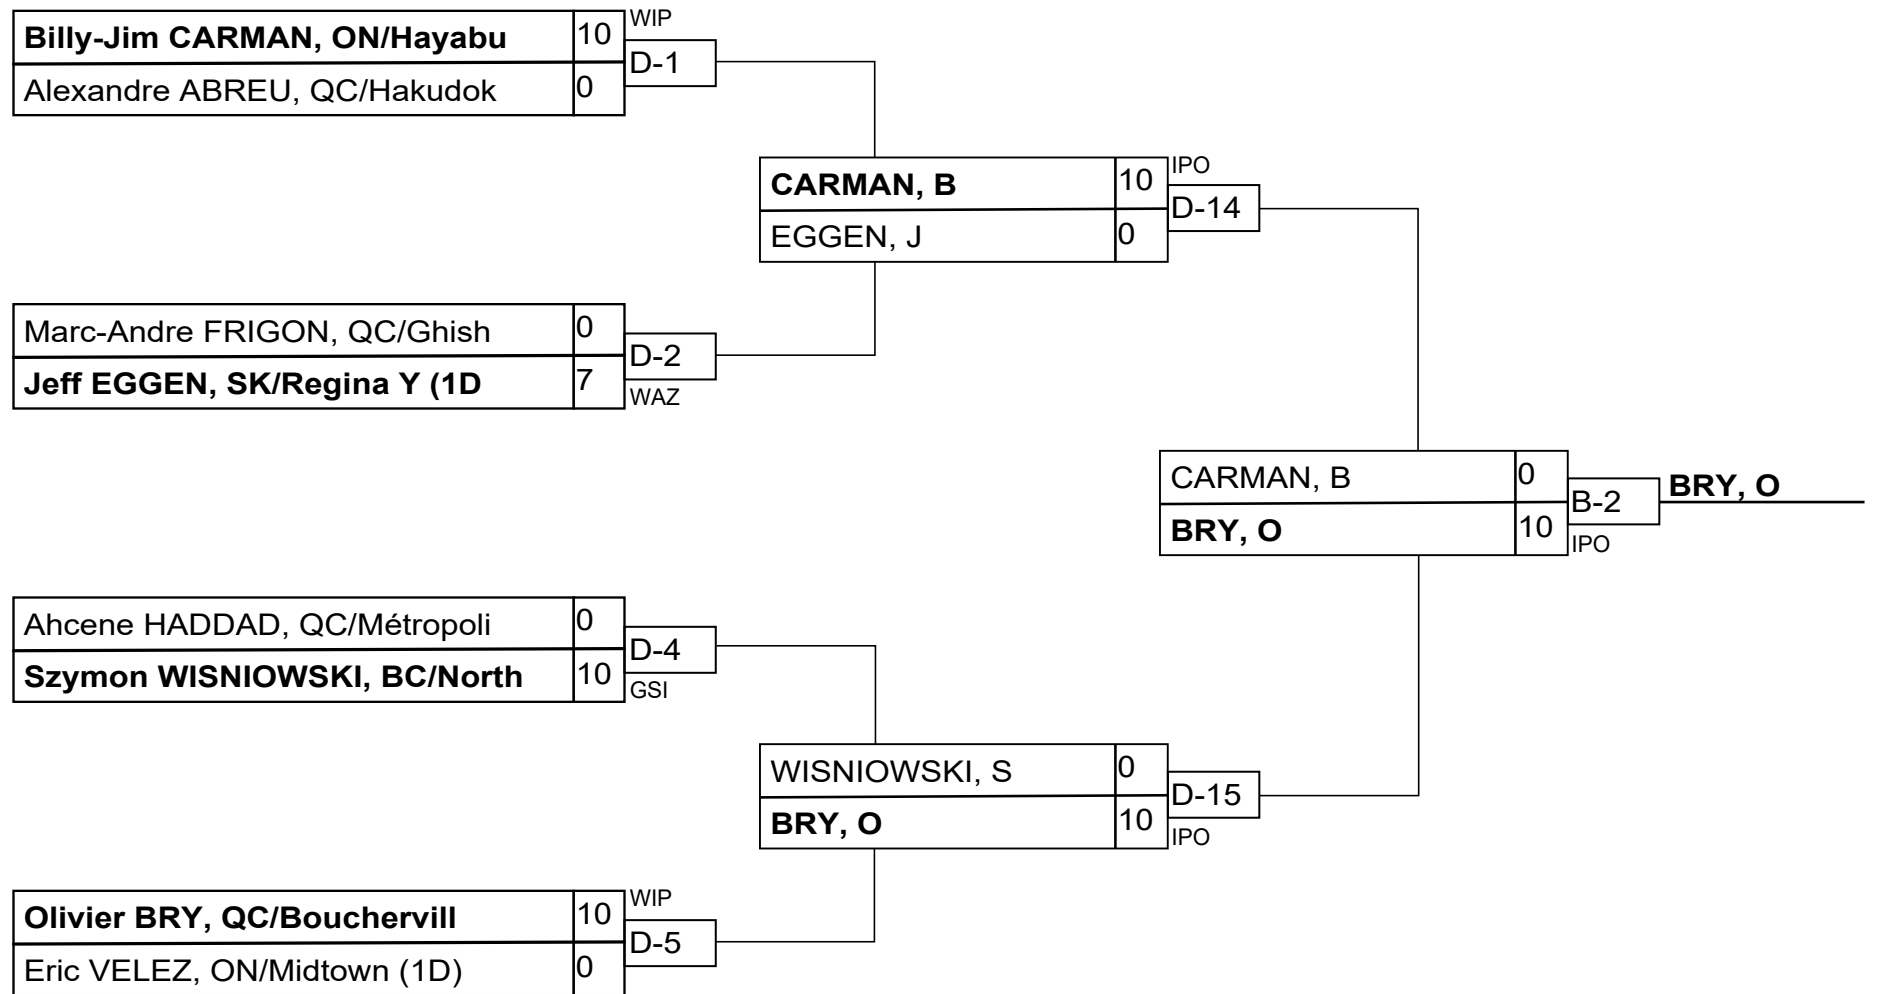 WIP
Billy-Jim CARMAN, ON/Hayabu 10
D-1
Alexandre ABREU, QC/Hakudok 0
IPO
CARMAN, B 10
D-14
EGGEN, J 0
Marc-Andre FRIGON, QC/Ghish 0
D-2
Jeff EGGEN, SK/Regina Y (1D 7
WAZ
CARMAN, B 0
B-2 BRY, O
BRY, O 10
IPO
Ahcene HADDAD, QC/Métropoli 0
D-4
Szymon WISNIOWSKI, BC/North 10
GSI
WISNIOWSKI, S 0
D-15
BRY, O 10
IPO
WIP
Olivier BRY, QC/Bouchervill 10
D-5
Eric VELEZ, ON/Midtown (1D) 0